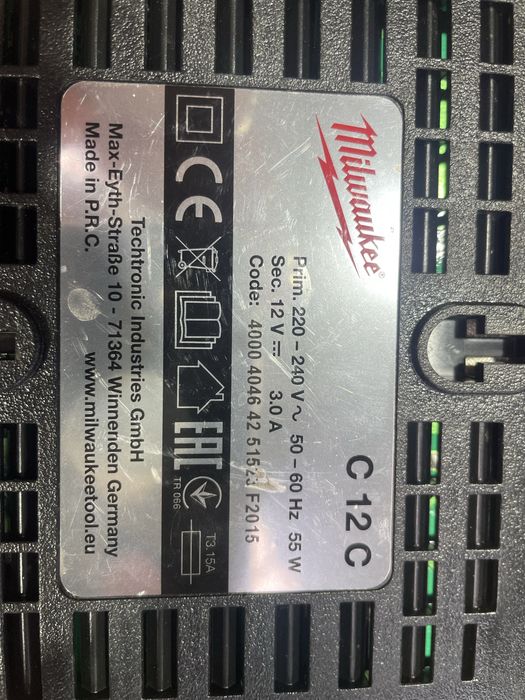 Milwaukee®
C 12 C
Prim. 220 – 240 V ~ 50 – 60 Hz 55 W
Sec. 12 V ⎓ 3.0 A
Code: 4000 4046 42 51523 F2015
CE
EAC
TR 066
T3.15A
Techtronic Industries GmbH
Max-Eyth-Straße 10 - 71364 Winnenden Germany
Made in P.R.C. www.milwaukeetool.eu